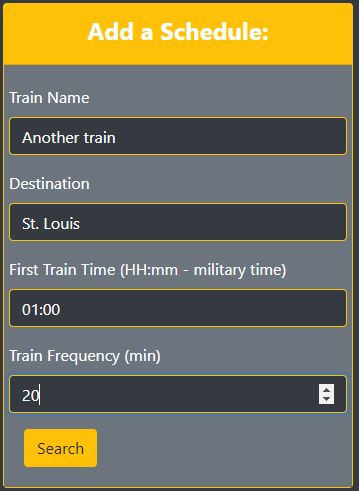 Add a Schedule:
Train Name
Another train
Destination
St. Louis
First Train Time (HH:mm - military time)
01:00
Train Frequency (min)
20
Search